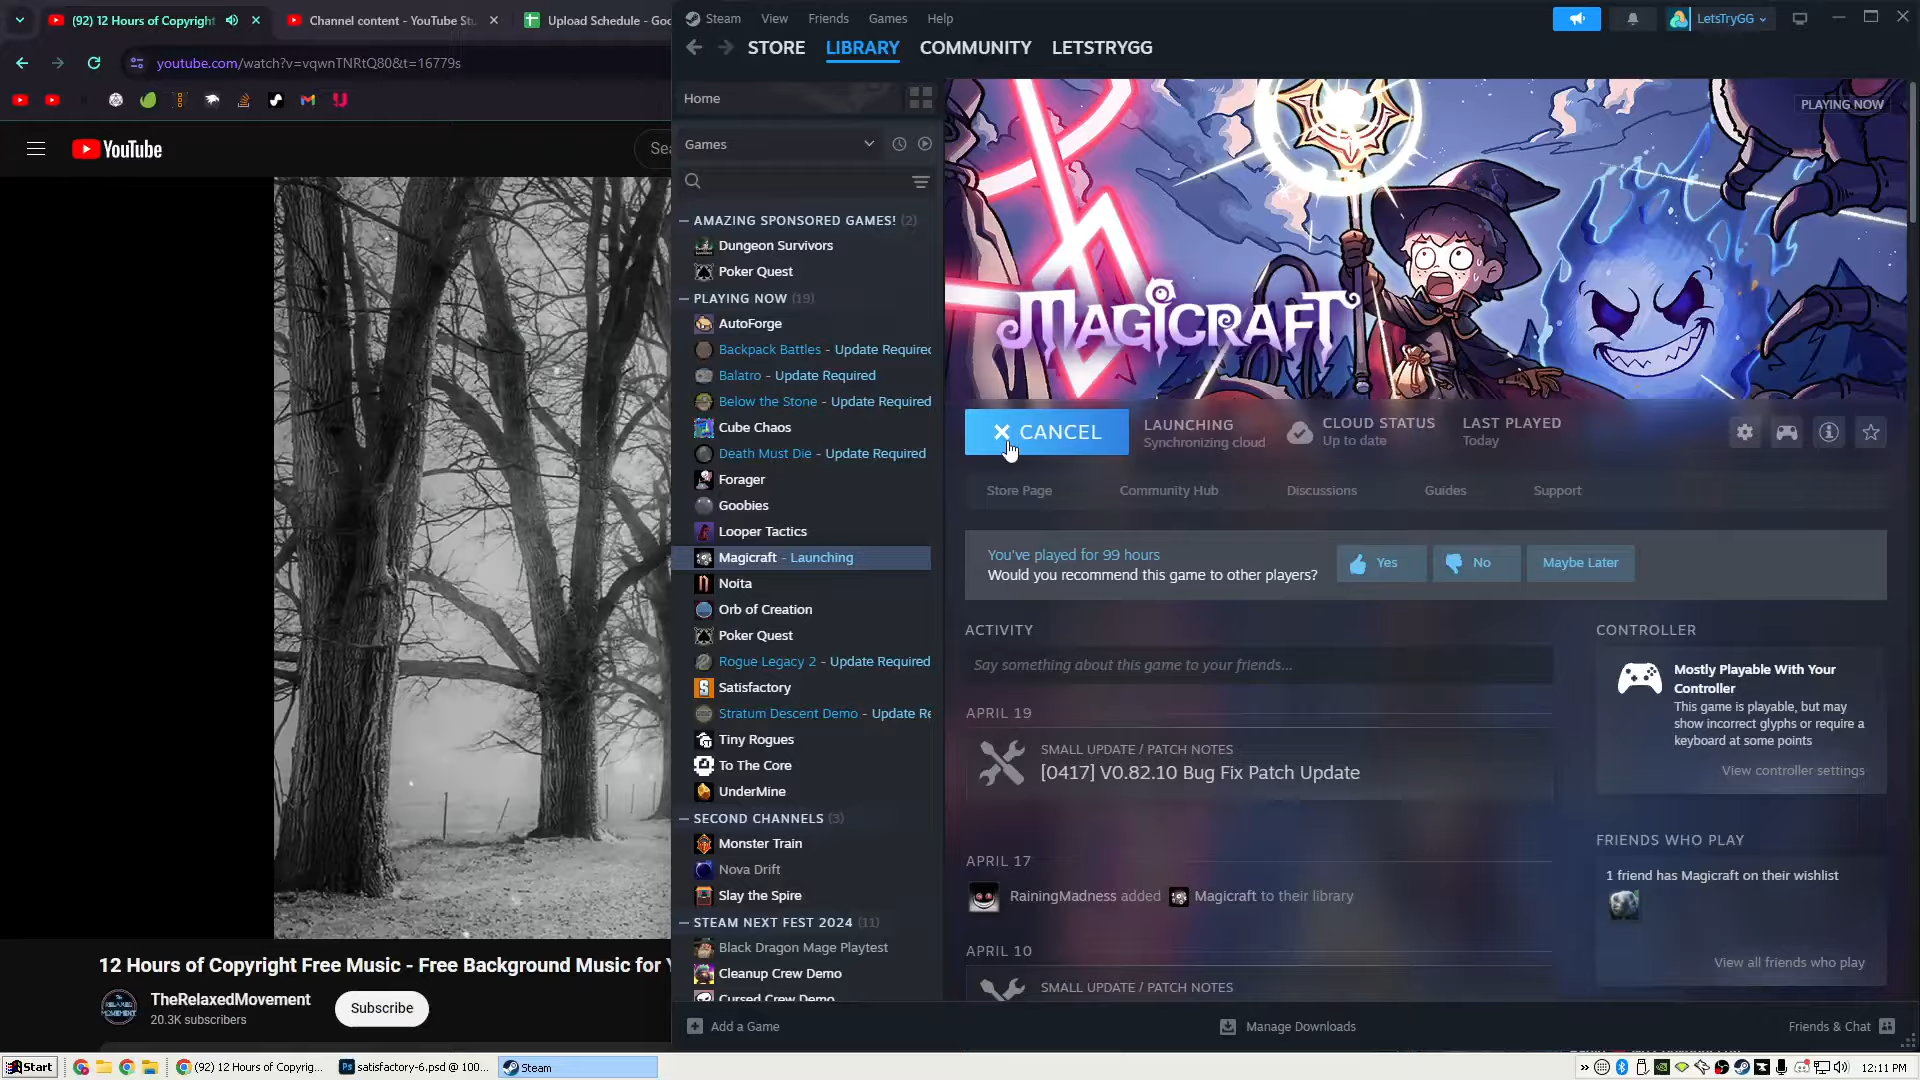 (92) 12 Hours of Copyright
Channel content - YouTube Stu
Upload Schedule - Goo
youtube.com/watch?v=vqwnTNRtQ80&t=16779s
YouTube
Sea
12 Hours of Copyright Free Music - Free Background Music for Y
TheRelaxedMovement
20.3K subscribers
Subscribe
Steam
View
Friends
Games
Help
LetsTryGG
STORE
LIBRARY
COMMUNITY
LETSTRYGG
Home
Games
AMAZING SPONSORED GAMES! (2)
Dungeon Survivors
Poker Quest
PLAYING NOW (19)
AutoForge
Backpack Battles - Update Required
Balatro - Update Required
Below the Stone - Update Required
Cube Chaos
Death Must Die - Update Required
Forager
Goobies
Looper Tactics
Magicraft - Launching
Noita
Orb of Creation
Poker Quest
Rogue Legacy 2 - Update Required
Satisfactory
Stratum Descent Demo - Update Re
Tiny Rogues
To The Core
UnderMine
SECOND CHANNELS (3)
Monster Train
Nova Drift
Slay the Spire
STEAM NEXT FEST 2024 (11)
Black Dragon Mage Playtest
Cleanup Crew Demo
Cursed Crew Demo
PLAYING NOW
MAGICRAFT
CANCEL
LAUNCHING
Synchronizing cloud
CLOUD STATUS
Up to date
LAST PLAYED
Today
Store Page
Community Hub
Discussions
Guides
Support
You've played for 99 hours
Would you recommend this game to other players?
Yes
No
Maybe Later
ACTIVITY
Say something about this game to your friends...
APRIL 19
SMALL UPDATE / PATCH NOTES
[0417] V0.82.10 Bug Fix Patch Update
APRIL 17
RainingMadness added Magicraft to their library
APRIL 10
SMALL UPDATE / PATCH NOTES
CONTROLLER
Mostly Playable With Your
Controller
This game is playable, but may
show incorrect glyphs or require a
keyboard at some points
View controller settings
FRIENDS WHO PLAY
1 friend has Magicraft on their wishlist
View all friends who play
Add a Game
Manage Downloads
Friends & Chat
Start
(92) 12 Hours of Copyrig...
satisfactory-6.psd @ 100...
Steam
12:11 PM